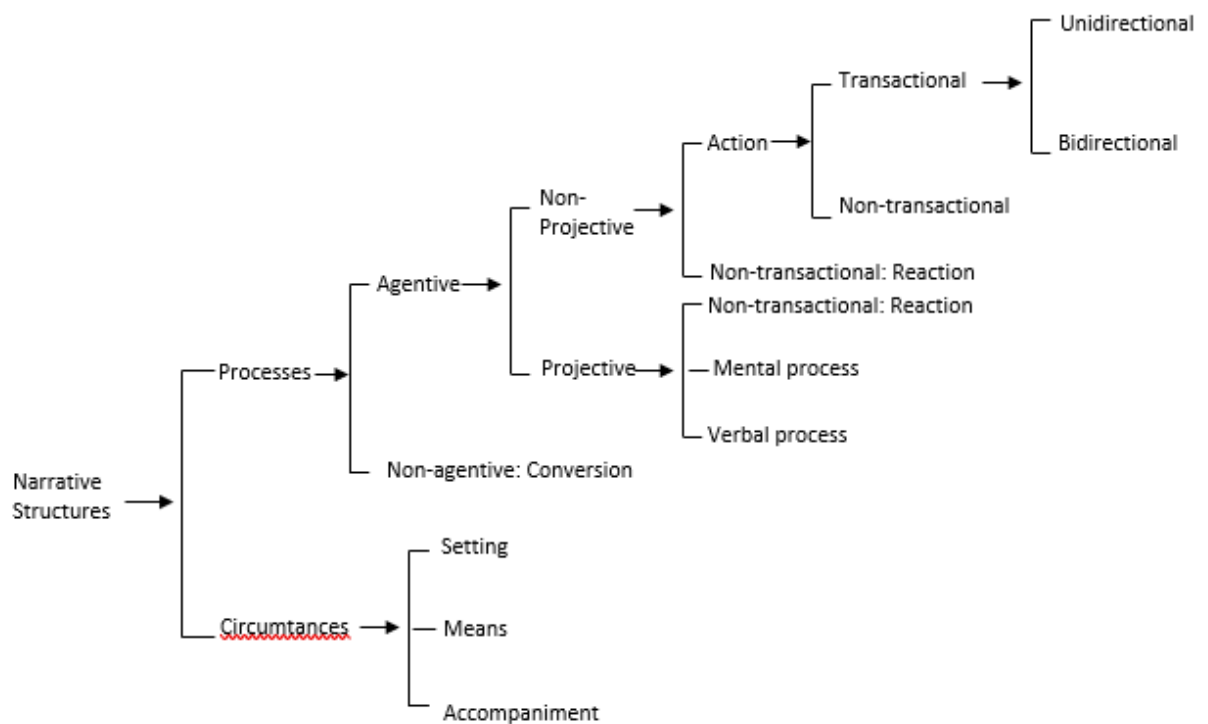 Unidirectional
Transactional
Bidirectional
Action
Non-
Projective
Non-transactional
Non-transactional: Reaction
Agentive
Non-transactional: Reaction
Projective
Mental process
Processes
Verbal process
Non-agentive: Conversion
Narrative
Structures
Setting
Circumtances
Means
Accompaniment